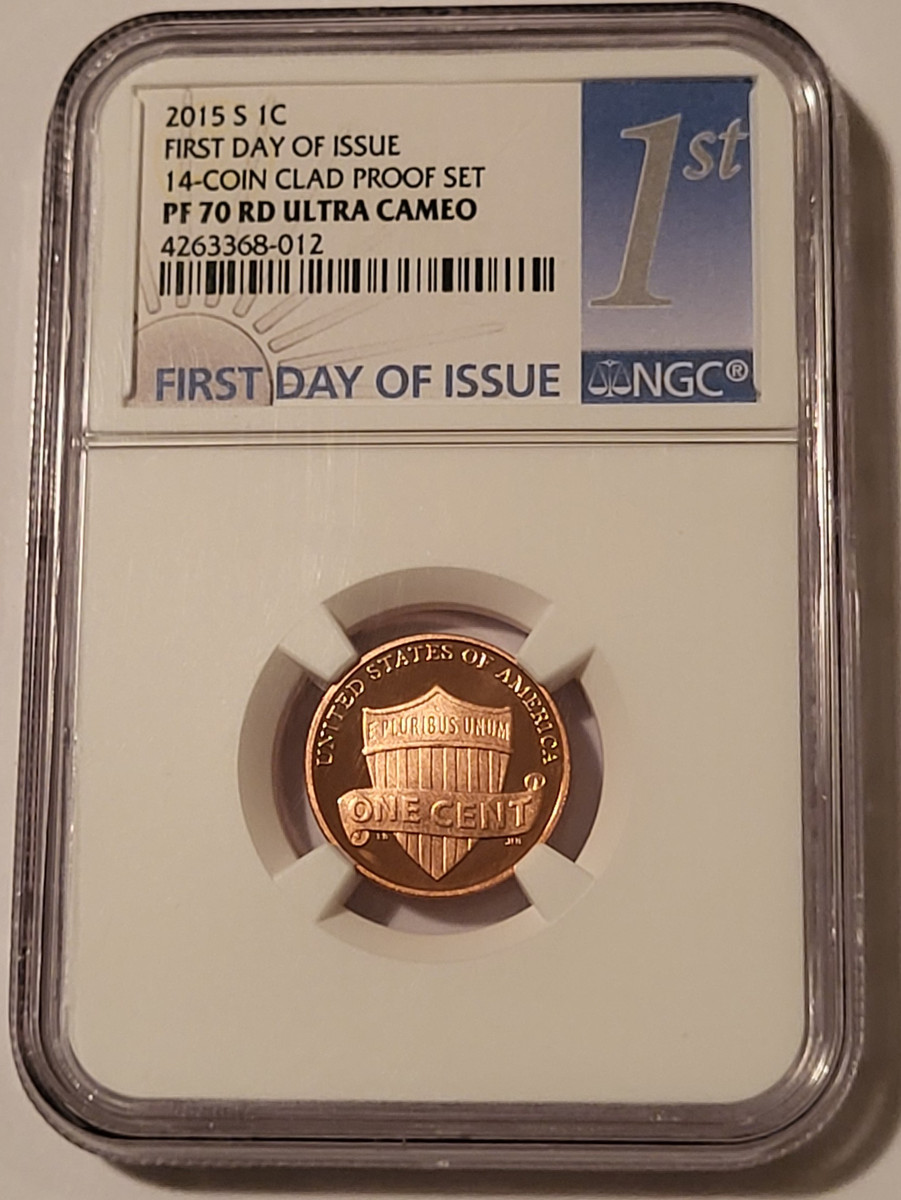 2015 S 1C
FIRST DAY OF ISSUE
14-COIN CLAD PROOF SET
PF 70 RD ULTRA CAMEO
4263368-012
1st
FIRST DAY OF ISSUE
NGC®
UNITED STATES OF AMERICA
E PLURIBUS UNUM
ONE CENT